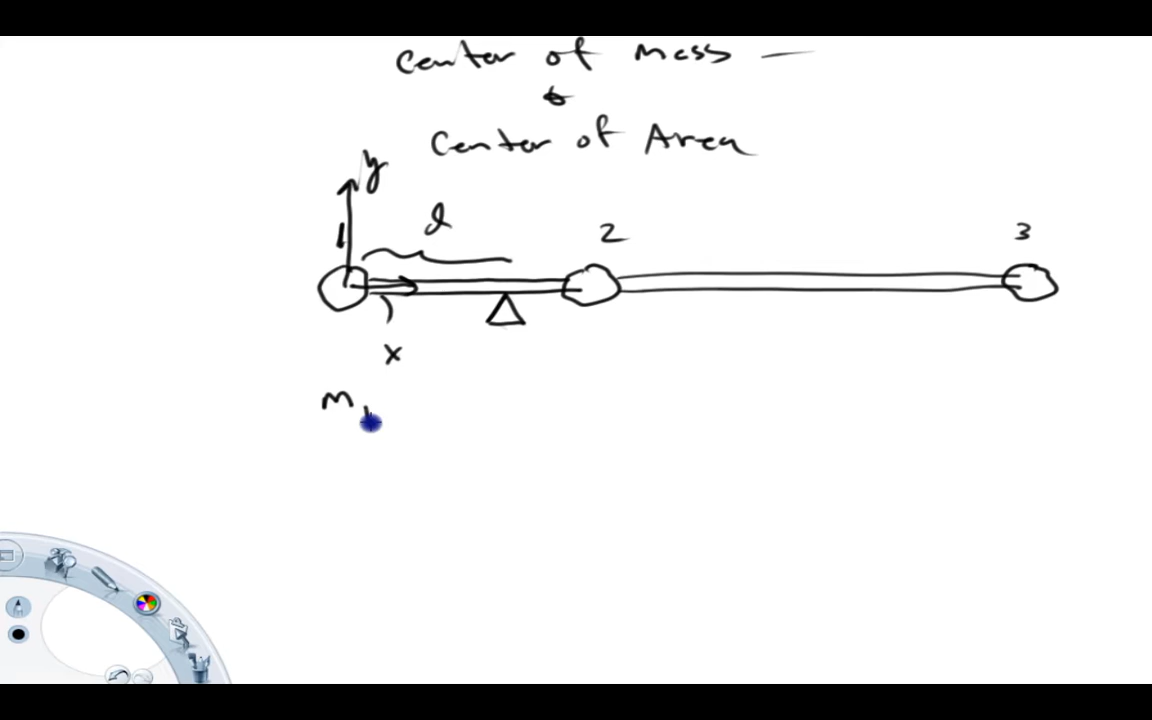 Center of Mass —
&
Center of Area
y
1 d 2 3
x
m